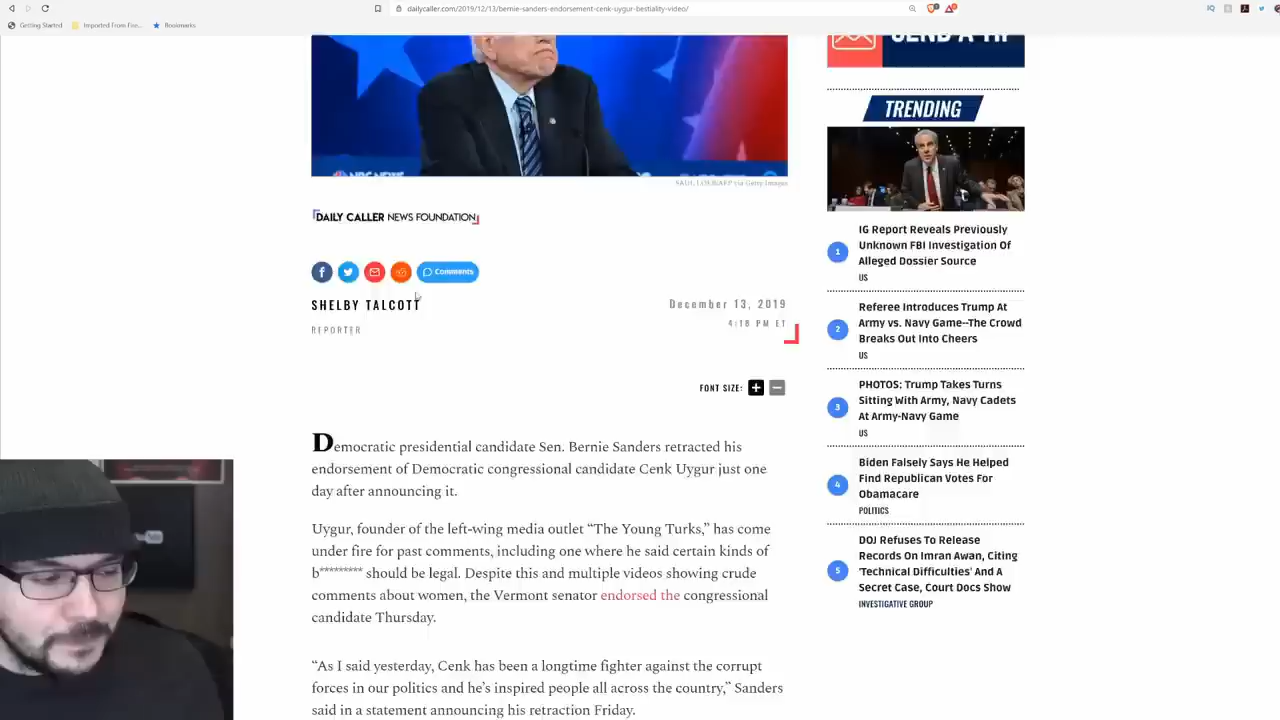 dailycaller.com/2019/12/13/bernie-sanders-endorsement-cenk-uygur-bestiality-video/
Getting Started
Imported From Fire...
Bookmarks
SEND A TIP
TRENDING
NBC NEWS
via Getty Images
DAILY CALLER NEWS FOUNDATION
Comments
SHELBY TALCOTT
December 13, 2019
REPORTER
4:18 PM ET
FONT SIZE:
Democratic presidential candidate Sen. Bernie Sanders retracted his
endorsement of Democratic congressional candidate Cenk Uygur just one
day after announcing it.
Uygur, founder of the left-wing media outlet “The Young Turks,” has come
under fire for past comments, including one where he said certain kinds of
b********* should be legal. Despite this and multiple videos showing crude
comments about women, the Vermont senator endorsed the congressional
candidate Thursday.
“As I said yesterday, Cenk has been a longtime fighter against the corrupt
forces in our politics and he’s inspired people all across the country,” Sanders
said in a statement announcing his retraction Friday.
1
IG Report Reveals Previously
Unknown FBI Investigation Of
Alleged Dossier Source
US
2
Referee Introduces Trump At
Army vs. Navy Game--The Crowd
Breaks Out Into Cheers
US
3
PHOTOS: Trump Takes Turns
Sitting With Army, Navy Cadets
At Army-Navy Game
US
4
Biden Falsely Says He Helped
Find Republican Votes For
Obamacare
POLITICS
5
DOJ Refuses To Release
Records On Imran Awan, Citing
'Technical Difficulties' And A
Secret Case, Court Docs Show
INVESTIGATIVE GROUP